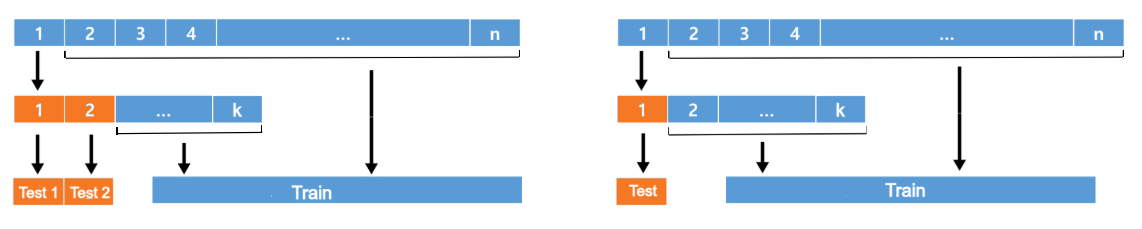 1 2 3 4 ... n
1 2 ... k
Test 1 Test 2 Train
1 2 3 4 ... n
1 2 ... k
Test Train